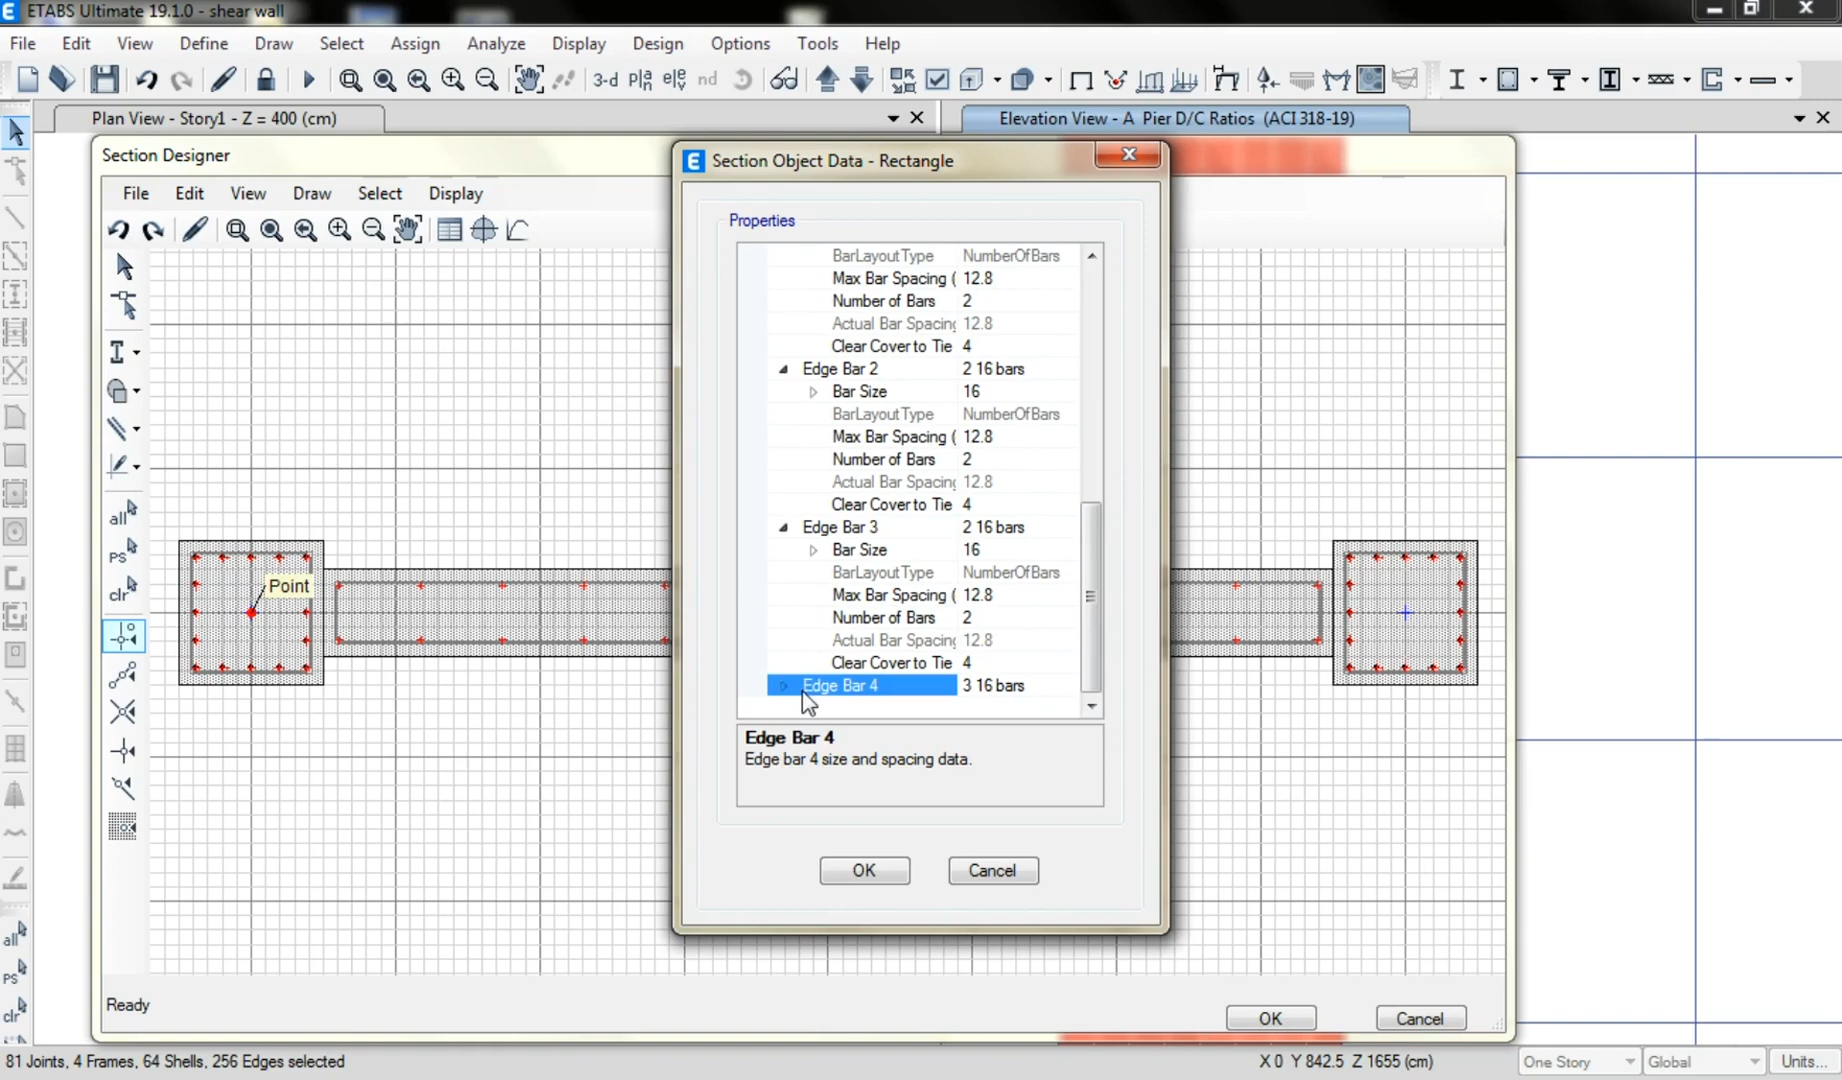 ETABS Ultimate 19.1.0 - shear wall
File Edit View Define Draw Select Assign Analyze Display Design Options Tools Help
3-d nd
Plan View - Story1 - Z = 400 (cm)
Elevation View - A Pier D/C Ratios (ACI 318-19)
Section Designer
File Edit View Draw Select Display
Section Object Data - Rectangle
Properties
BarLayoutType NumberOfBars
Max Bar Spacing ( 12.8
Number of Bars 2
Actual Bar Spacing 12.8
Clear Cover to Tie 4
Edge Bar 2 2 16 bars
Bar Size 16
BarLayoutType NumberOfBars
Max Bar Spacing ( 12.8
Number of Bars 2
Actual Bar Spacing 12.8
Clear Cover to Tie 4
Edge Bar 3 2 16 bars
Bar Size 16
BarLayoutType NumberOfBars
Max Bar Spacing ( 12.8
Number of Bars 2
Actual Bar Spacing 12.8
Clear Cover to Tie 4
Edge Bar 4 3 16 bars
Edge Bar 4
Edge bar 4 size and spacing data.
OK Cancel
Point
all
PS
clr
all
PS
clr
Ready
OK Cancel
81 Joints, 4 Frames, 64 Shells, 256 Edges selected
X 0 Y 842.5 Z 1655 (cm)
One Story Global Units...